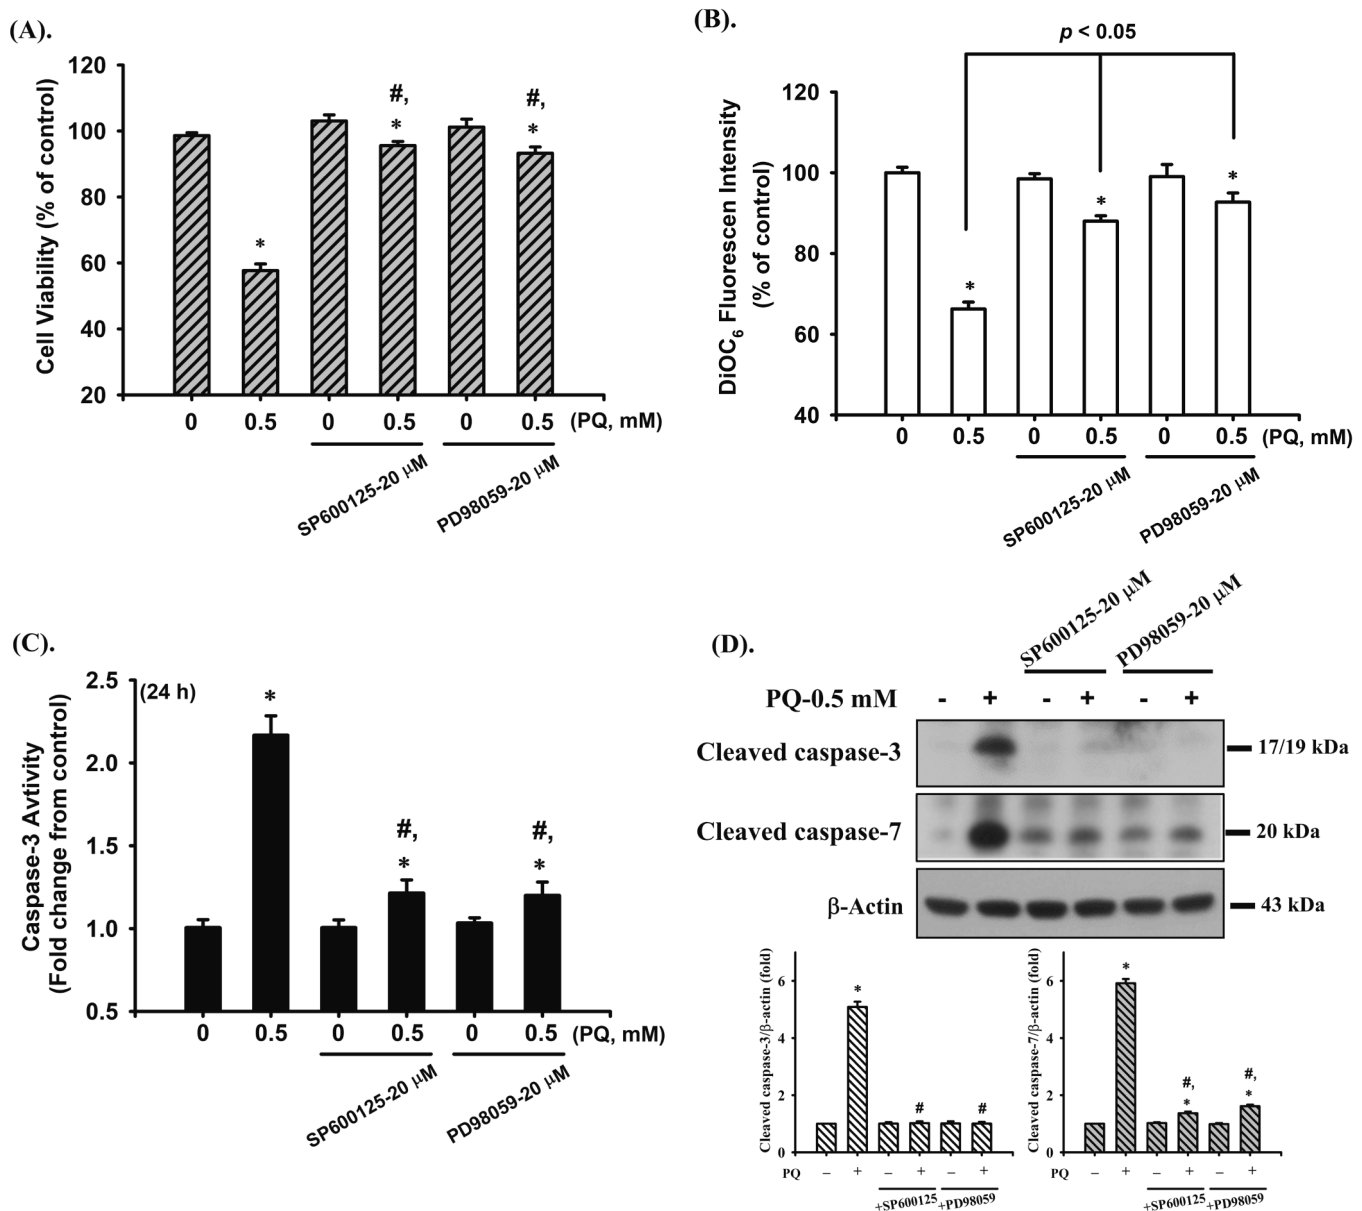 (A).
Cell Viability (% of control)
120
100
80
60
40
20
*
#,
*
#,
*
0 0.5 0 0.5 0 0.5 (PQ, mM)
SP600125-20 μM
PD98059-20 μM
(B).
p < 0.05
DiOC6 Fluorescen Intensity
(% of control)
120
100
80
60
40
*
*
*
0 0.5 0 0.5 0 0.5 (PQ, mM)
SP600125-20 μM
PD98059-20 μM
(C).
Caspase-3 Avtivity
(Fold change from control)
(24 h)
2.5
2.0
1.5
1.0
0.5
*
#,
*
#,
*
0 0.5 0 0.5 0 0.5 (PQ, mM)
SP600125-20 μM
PD98059-20 μM
(D).
SP600125-20 μM
PD98059-20 μM
PQ-0.5 mM - + - + - +
Cleaved caspase-3 17/19 kDa
Cleaved caspase-7 20 kDa
β-Actin 43 kDa
Cleaved caspase-3/β-actin (fold)
6
4
2
0
*
#
#
PQ – + – + – +
+SP600125 +PD98059
Cleaved caspase-7/β-actin (fold)
6
4
2
0
*
#,
*
#,
*
PQ – + – + – +
+SP600125 +PD98059